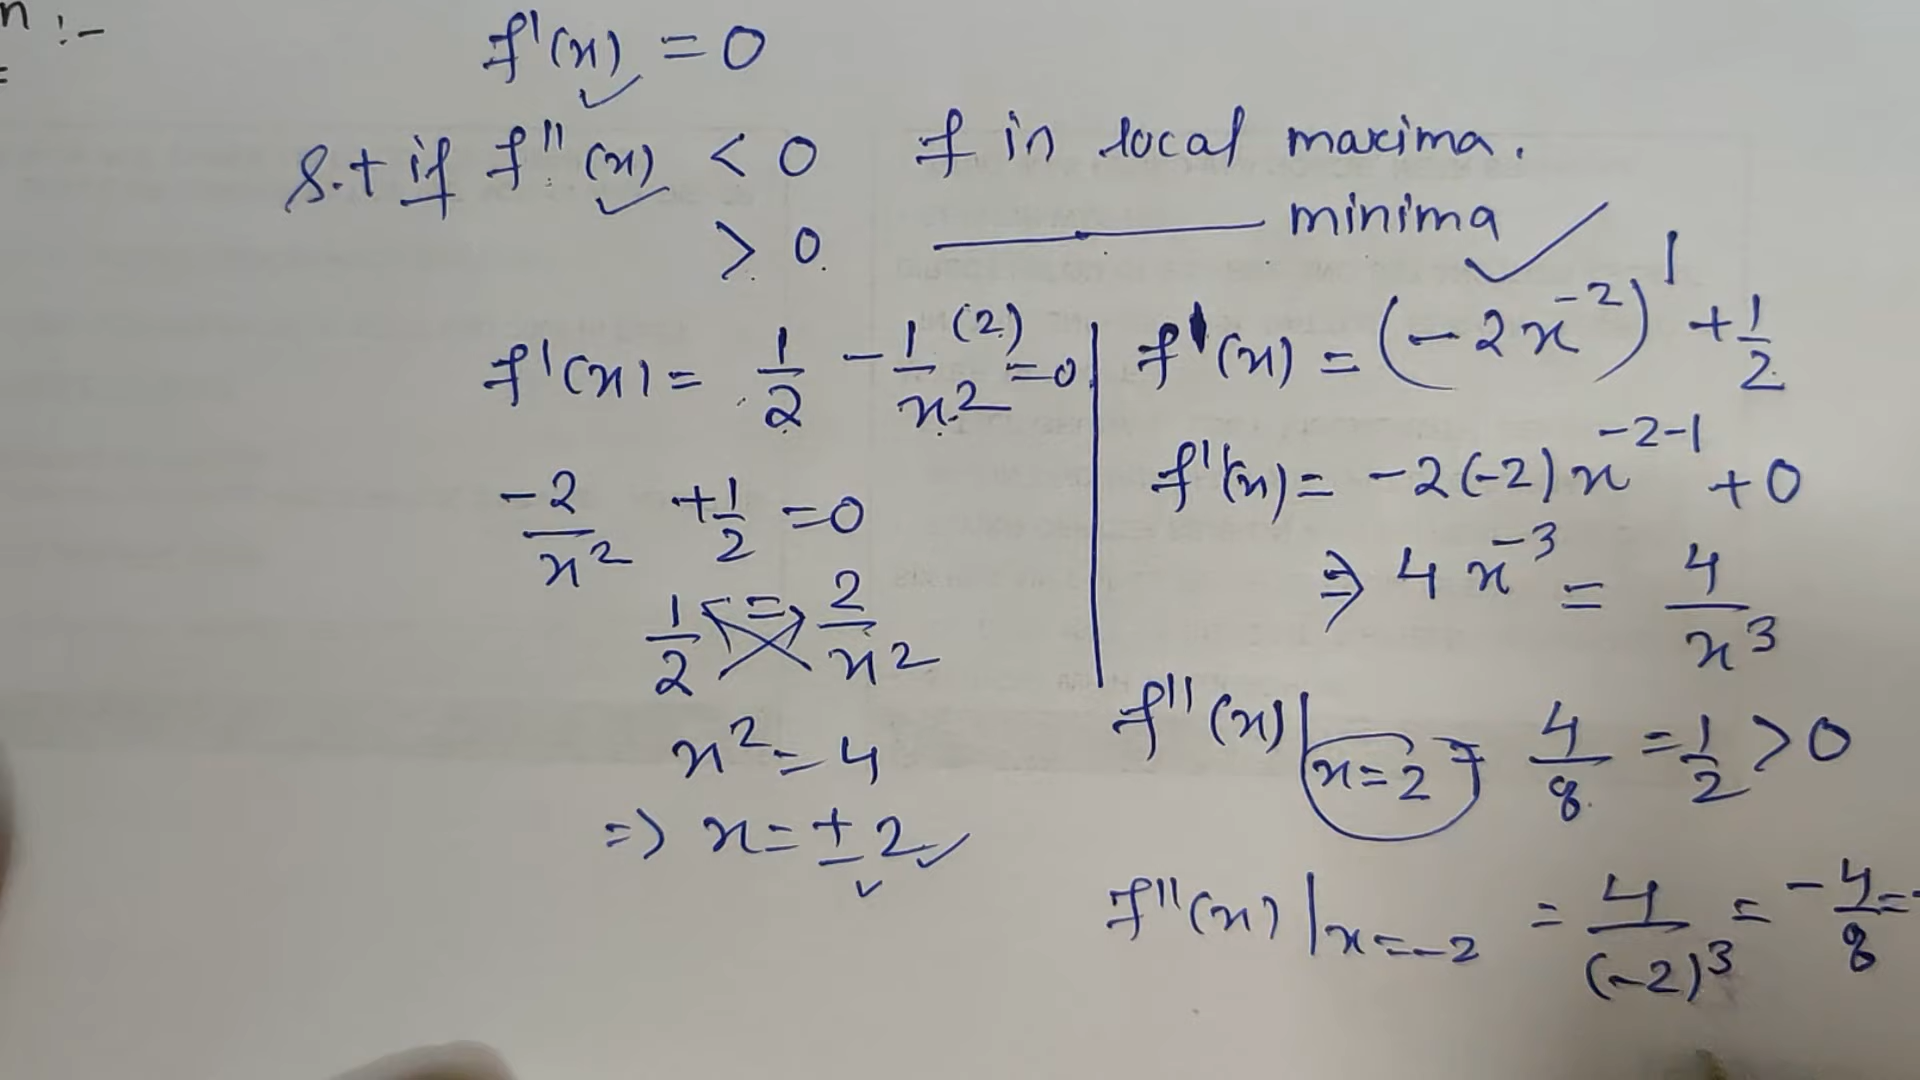 n :-
=
f'(x) = 0
s.t if f''(x) < 0 f in local maxima.
> 0 ——— minima
f'(x) = 1/2 - 1/x² (2) = 0
-2/x² + 1/2 = 0
1/2 = 2/x²
x² = 4
=> x = ± 2
f'(x) = (-2x⁻²)' + 1/2
f''(x) = -2(-2)x⁻²⁻¹ + 0
=> 4x⁻³ = 4/x³
f''(x)|x=2 = 4/8 = 1/2 > 0
f''(x)|x=-2 = 4/(-2)³ = -4/8 = -